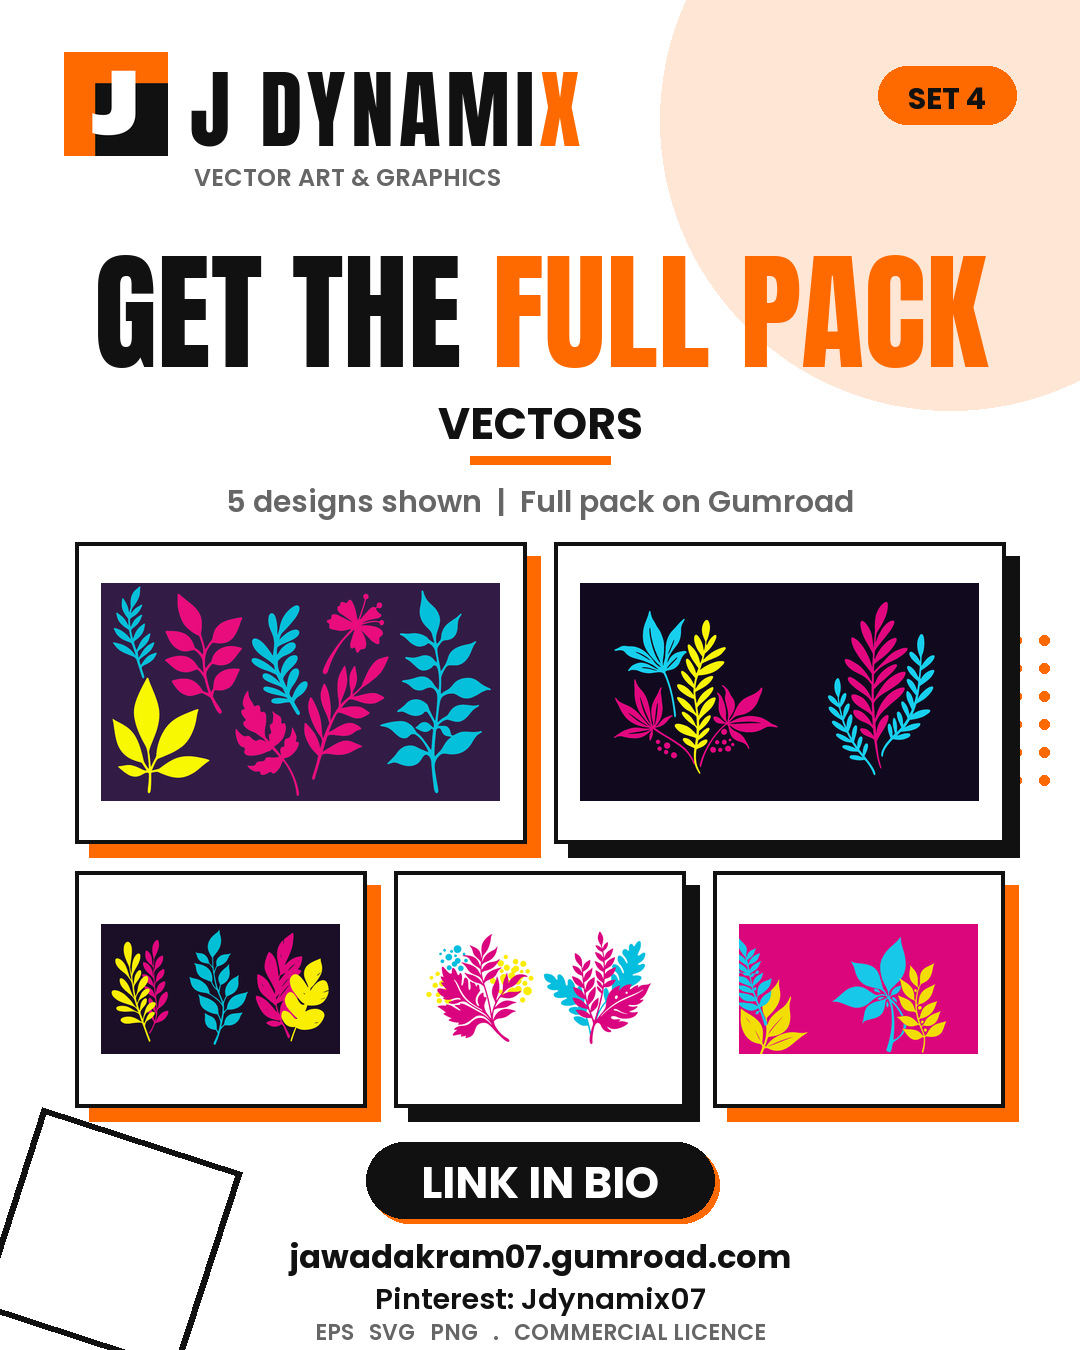 J DYNAMIX
VECTOR ART & GRAPHICS
SET 4
GET THE FULL PACK
VECTORS
5 designs shown | Full pack on Gumroad
LINK IN BIO
jawadakram07.gumroad.com
Pinterest: Jdynamix07
EPS SVG PNG . COMMERCIAL LICENCE